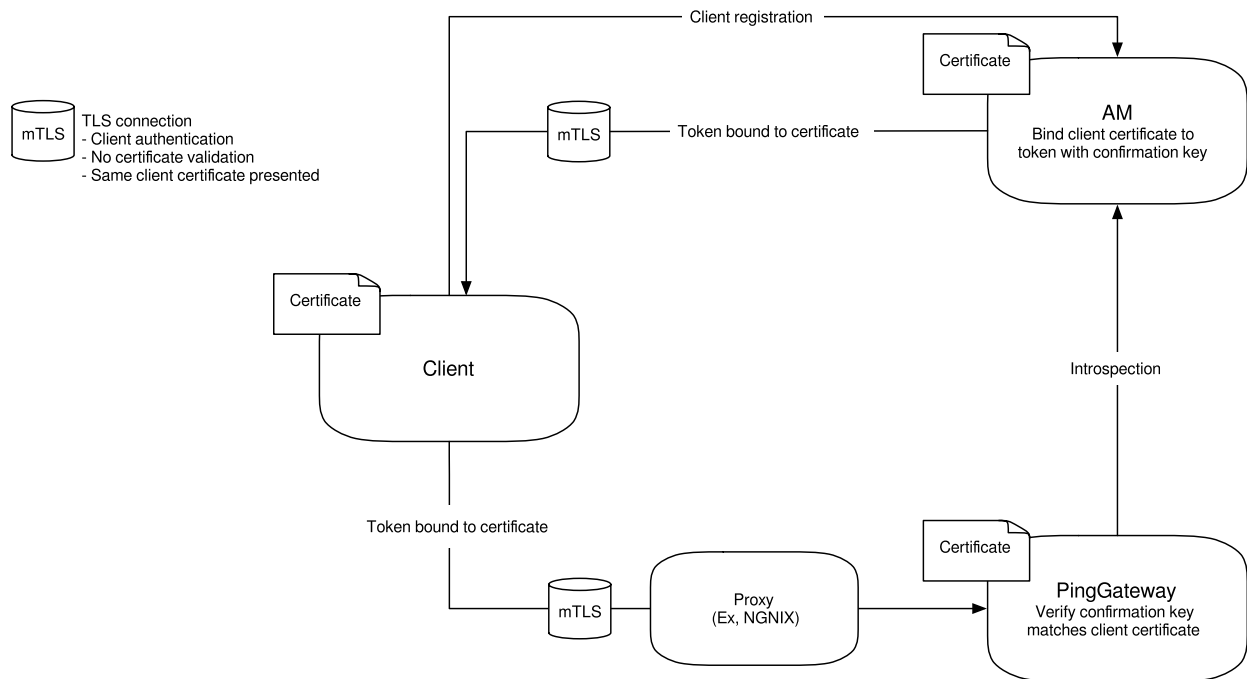 Client registration
Certificate
mTLS
TLS connection
- Client authentication
- No certificate validation
- Same client certificate presented
mTLS
Token bound to certificate
AM
Bind client certificate to
token with confirmation key
Certificate
Client
Introspection
Token bound to certificate
Certificate
mTLS
Proxy
(Ex, NGNIX)
PingGateway
Verify confirmation key
matches client certificate